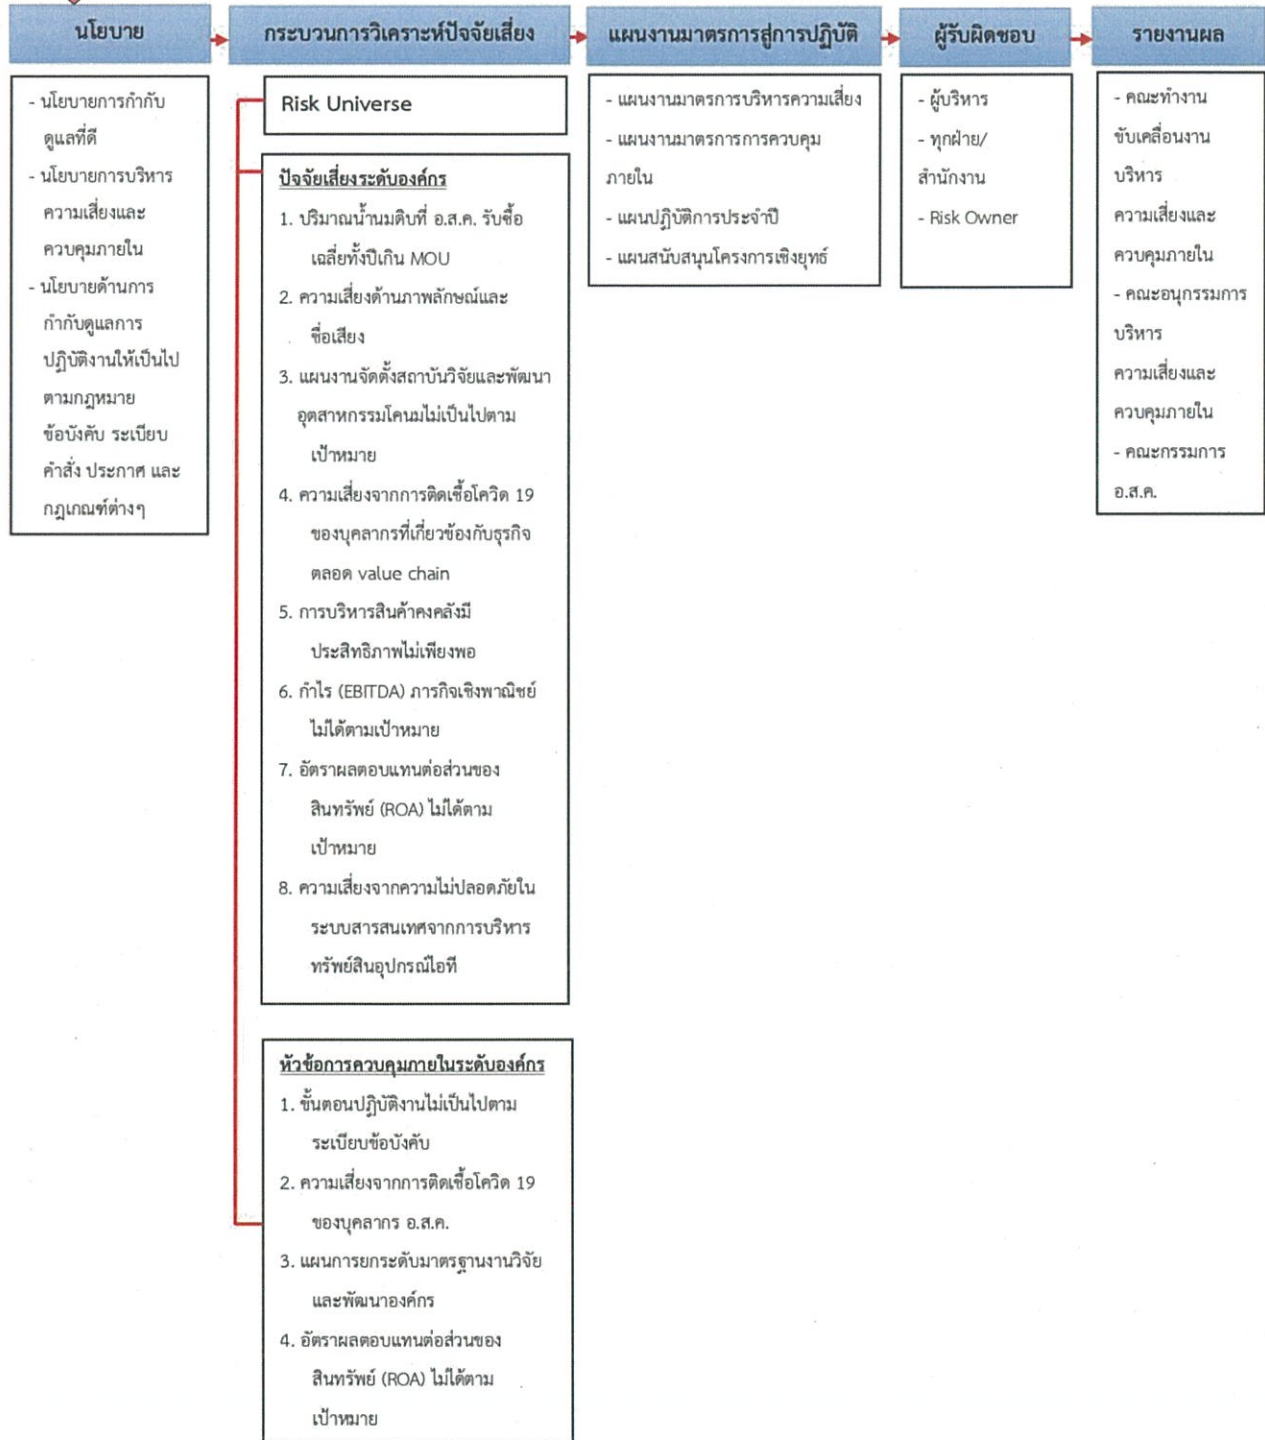 นโยบาย
กระบวนการวิเคราะห์ปัจจัยเสี่ยง
แผนงานมาตรการสู่การปฏิบัติ
ผู้รับผิดชอบ
รายงานผล
- นโยบายการกำกับ
ดูแลที่ดี
- นโยบายการบริหาร
ความเสี่ยงและ
ควบคุมภายใน
- นโยบายด้านการ
กำกับดูแลการ
ปฏิบัติงานให้เป็นไป
ตามกฎหมาย
ข้อบังคับ ระเบียบ
คำสั่ง ประกาศ และ
กฎเกณฑ์ต่างๆ
Risk Universe
ปัจจัยเสี่ยงระดับองค์กร
1. ปริมาณน้ำนมดิบที่ อ.ส.ค. รับซื้อ
เฉลี่ยทั้งปีเกิน MOU
2. ความเสี่ยงด้านภาพลักษณ์และ
ชื่อเสียง
3. แผนงานจัดตั้งสถาบันวิจัยและพัฒนา
อุตสาหกรรมโคนมไม่เป็นไปตาม
เป้าหมาย
4. ความเสี่ยงจากการติดเชื้อโควิด 19
ของบุคลากรที่เกี่ยวข้องกับธุรกิจ
ตลอด value chain
5. การบริหารสินค้าคงคลังมี
ประสิทธิภาพไม่เพียงพอ
6. กำไร (EBITDA) ภารกิจเชิงพาณิชย์
ไม่ได้ตามเป้าหมาย
7. อัตราผลตอบแทนต่อส่วนของ
สินทรัพย์ (ROA) ไม่ได้ตาม
เป้าหมาย
8. ความเสี่ยงจากความไม่ปลอดภัยใน
ระบบสารสนเทศจากการบริหาร
ทรัพย์สินอุปกรณ์ไอที
หัวข้อการควบคุมภายในระดับองค์กร
1. ขั้นตอนปฏิบัติงานไม่เป็นไปตาม
ระเบียบข้อบังคับ
2. ความเสี่ยงจากการติดเชื้อโควิด 19
ของบุคลากร อ.ส.ค.
3. แผนการยกระดับมาตรฐานงานวิจัย
และพัฒนาองค์กร
4. อัตราผลตอบแทนต่อส่วนของ
สินทรัพย์ (ROA) ไม่ได้ตาม
เป้าหมาย
- แผนงานมาตรการบริหารความเสี่ยง
- แผนงานมาตรการการควบคุม
ภายใน
- แผนปฏิบัติการประจำปี
- แผนสนับสนุนโครงการเชิงยุทธ์
- ผู้บริหาร
- ทุกฝ่าย/
สำนักงาน
- Risk Owner
- คณะทำงาน
ขับเคลื่อนงาน
บริหาร
ความเสี่ยงและ
ควบคุมภายใน
- คณะอนุกรรมการ
บริหาร
ความเสี่ยงและ
ควบคุมภายใน
- คณะกรรมการ
อ.ส.ค.